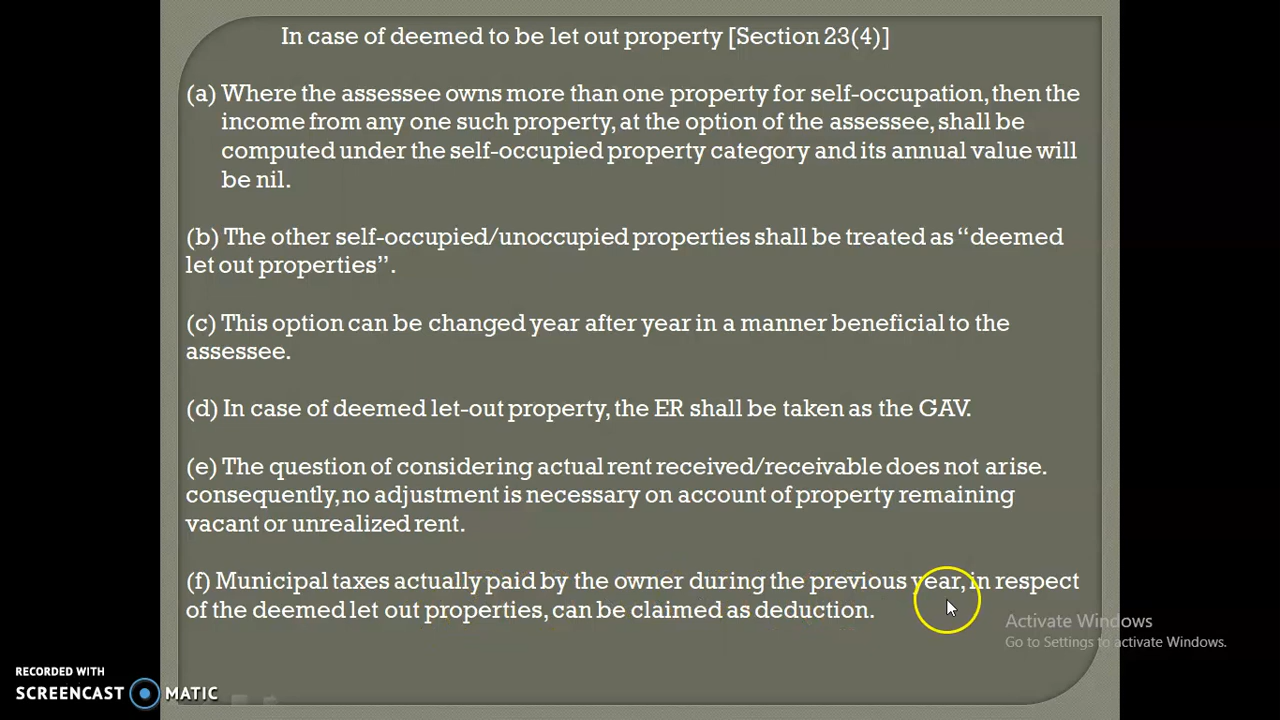 In case of deemed to be let out property [Section 23(4)]
(a) Where the assessee owns more than one property for self-occupation, then the
income from any one such property, at the option of the assessee, shall be
computed under the self-occupied property category and its annual value will
be nil.
(b) The other self-occupied/unoccupied properties shall be treated as “deemed
let out properties”.
(c) This option can be changed year after year in a manner beneficial to the
assessee.
(d) In case of deemed let-out property, the ER shall be taken as the GAV.
(e) The question of considering actual rent received/receivable does not arise.
consequently, no adjustment is necessary on account of property remaining
vacant or unrealized rent.
(f) Municipal taxes actually paid by the owner during the previous year, in respect
of the deemed let out properties, can be claimed as deduction.
Activate Windows
Go to Settings to activate Windows.
RECORDED WITH
SCREENCAST MATIC